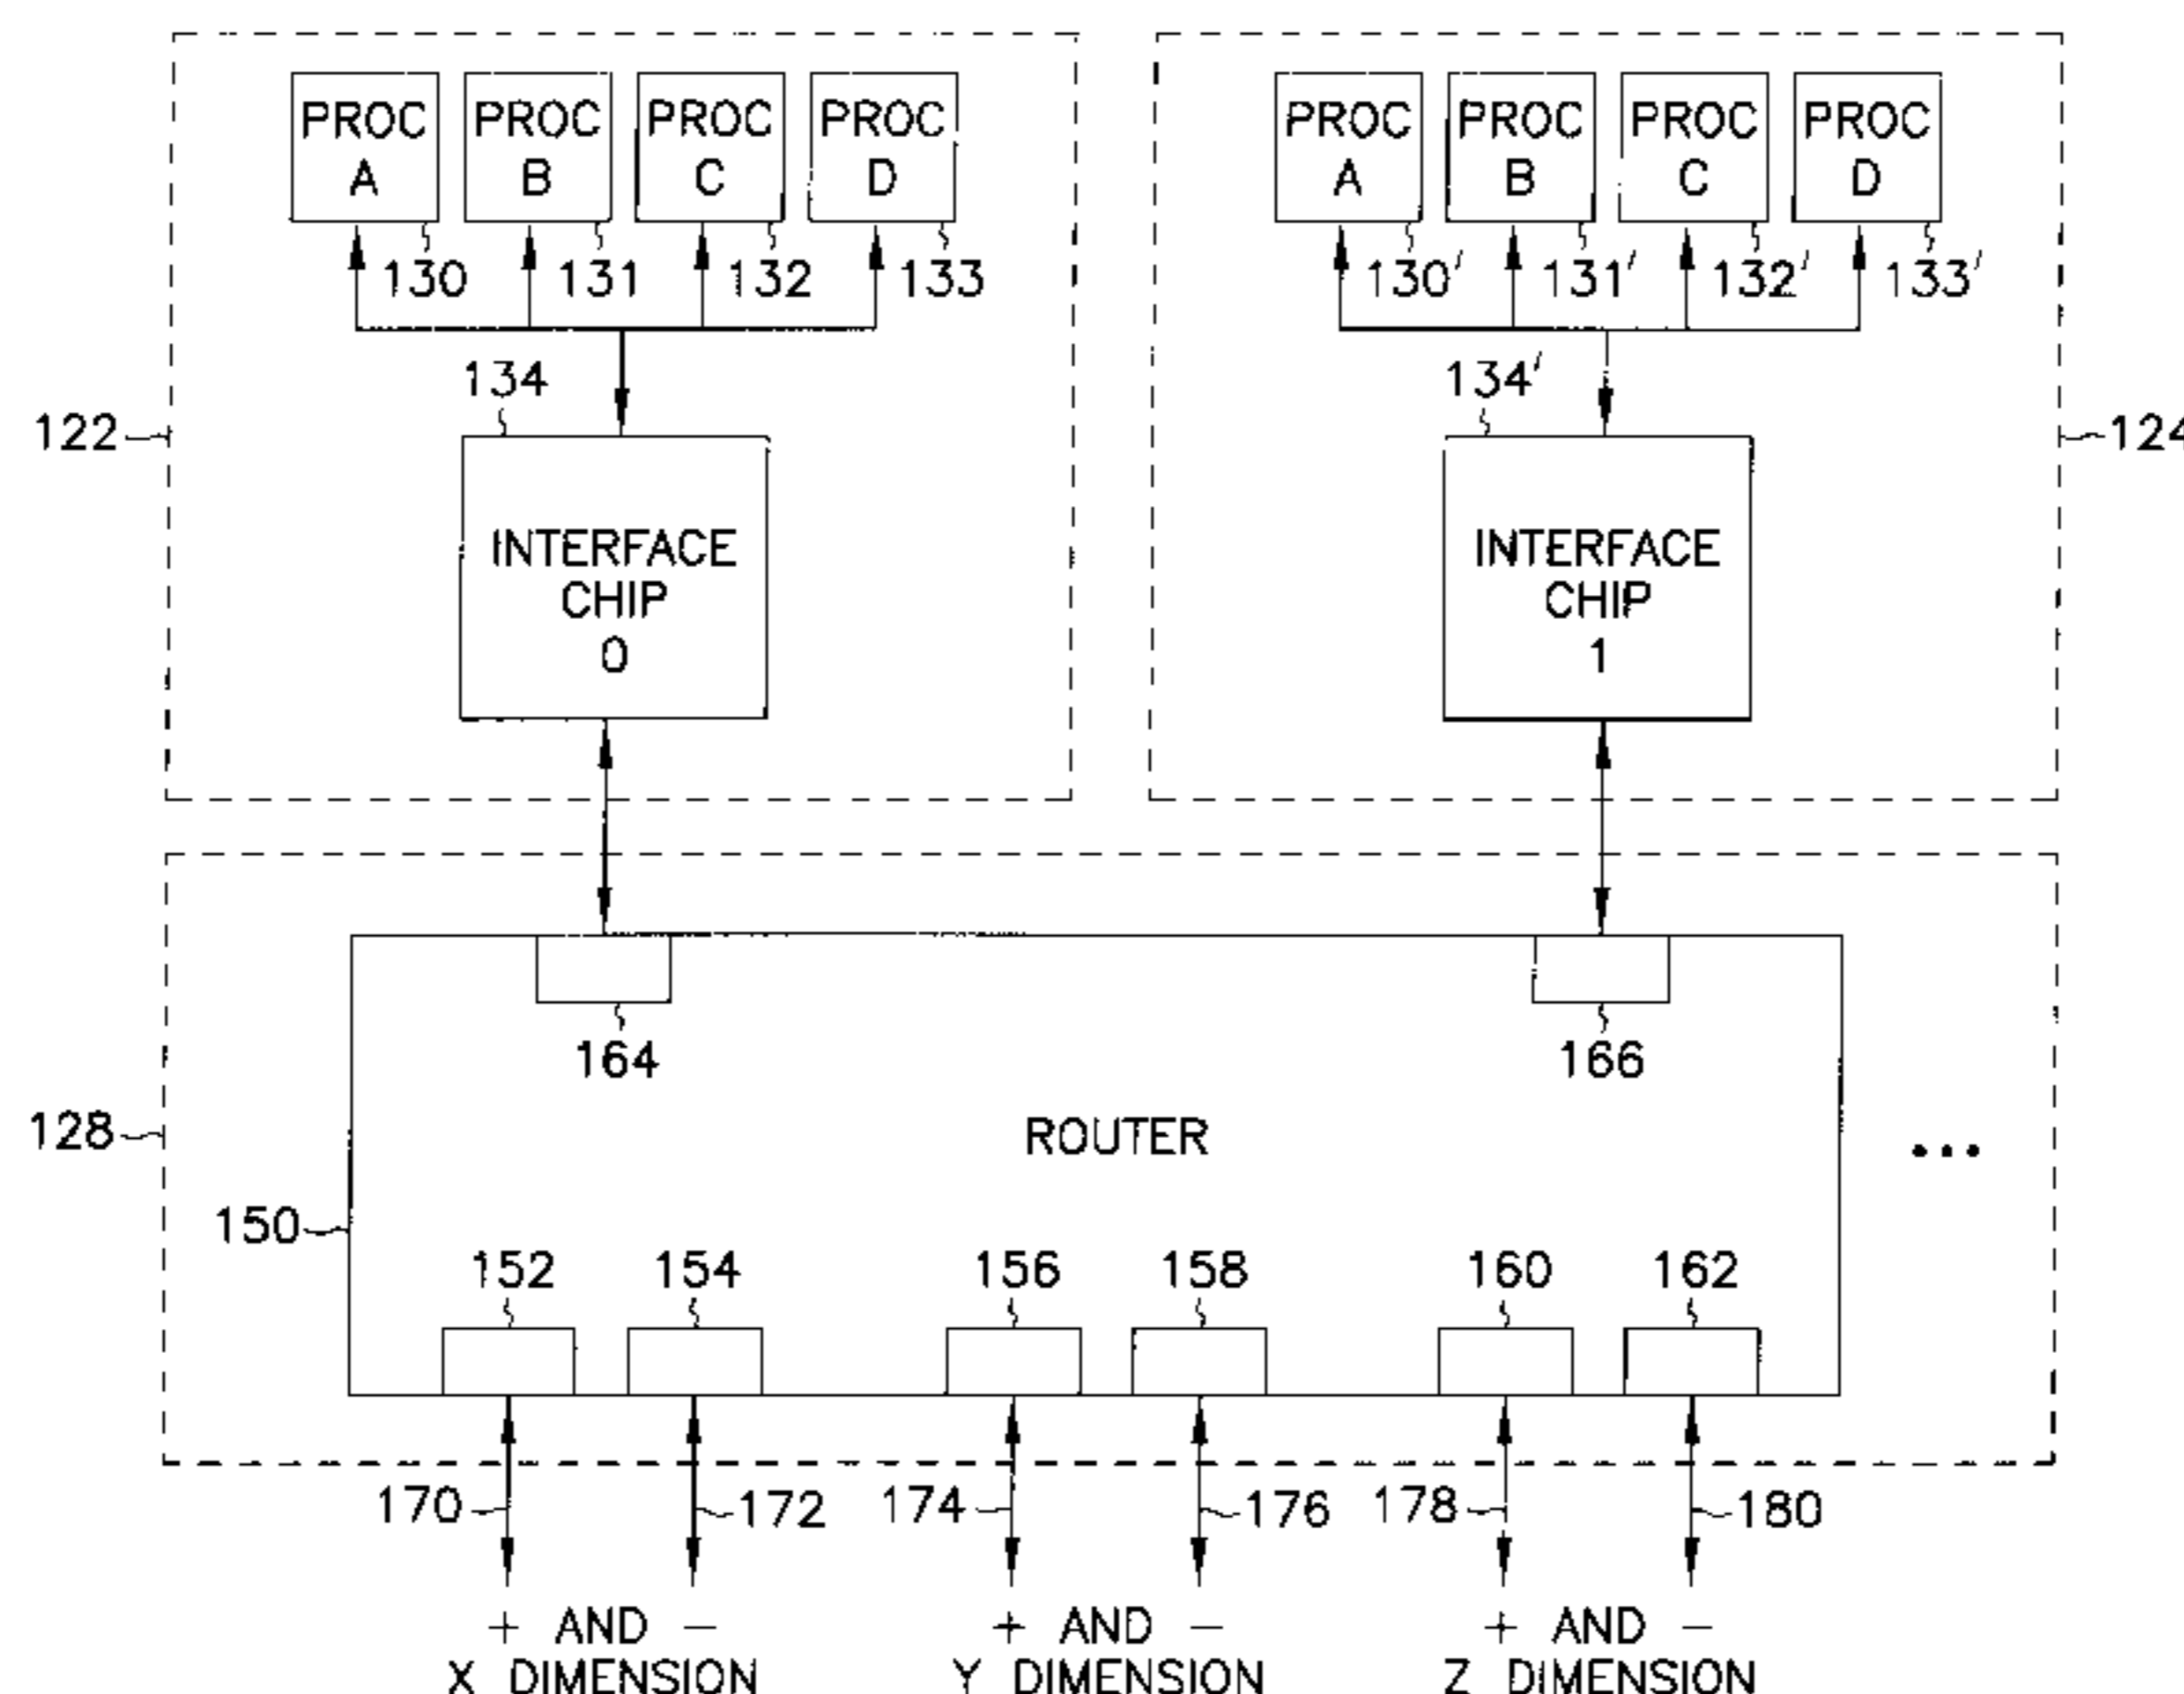 PROC A
PROC B
PROC C
PROC D
PROC A
PROC B
PROC C
PROC D
130
131
132
133
130'
131'
132'
133'
134
134'
122
124
INTERFACE
CHIP
0
INTERFACE
CHIP
1
164
166
128
ROUTER
...
150
152
154
156
158
160
162
170
172
174
176
178
180
+ AND −
X DIMENSION
+ AND −
Y DIMENSION
+ AND −
Z DIMENSION